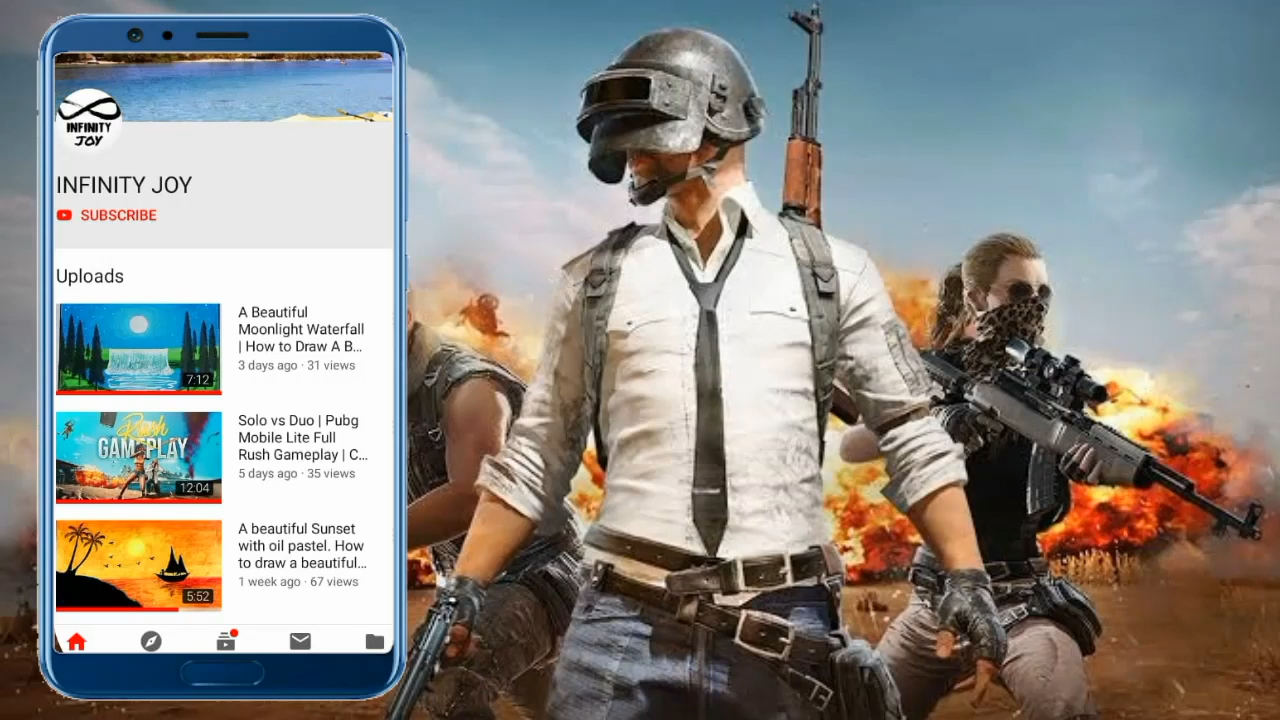 INFINITY
JOY
INFINITY JOY
SUBSCRIBE
Uploads
A Beautiful
Moonlight Waterfall
| How to Draw A B...
3 days ago · 31 views
7:12
Rush
GAMEPLAY
12:04
Solo vs Duo | Pubg
Mobile Lite Full
Rush Gameplay | C...
5 days ago · 35 views
A beautiful Sunset
with oil pastel. How
to draw a beautiful...
1 week ago · 67 views
5:52